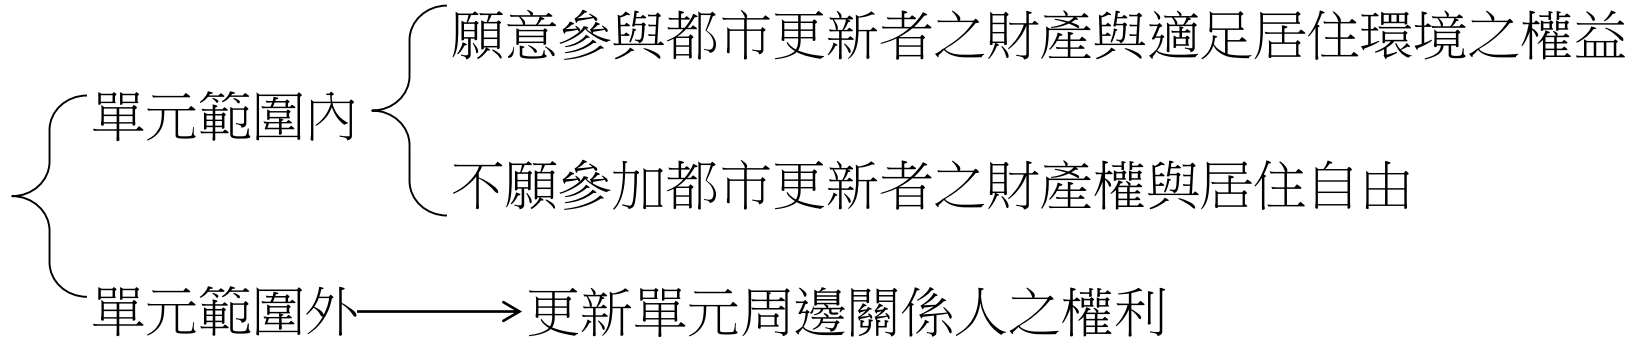 願意參與都市更新者之財產與適足居住環境之權益
單元範圍內
不願參加都市更新者之財產權與居住自由
單元範圍外
更新單元周邊關係人之權利